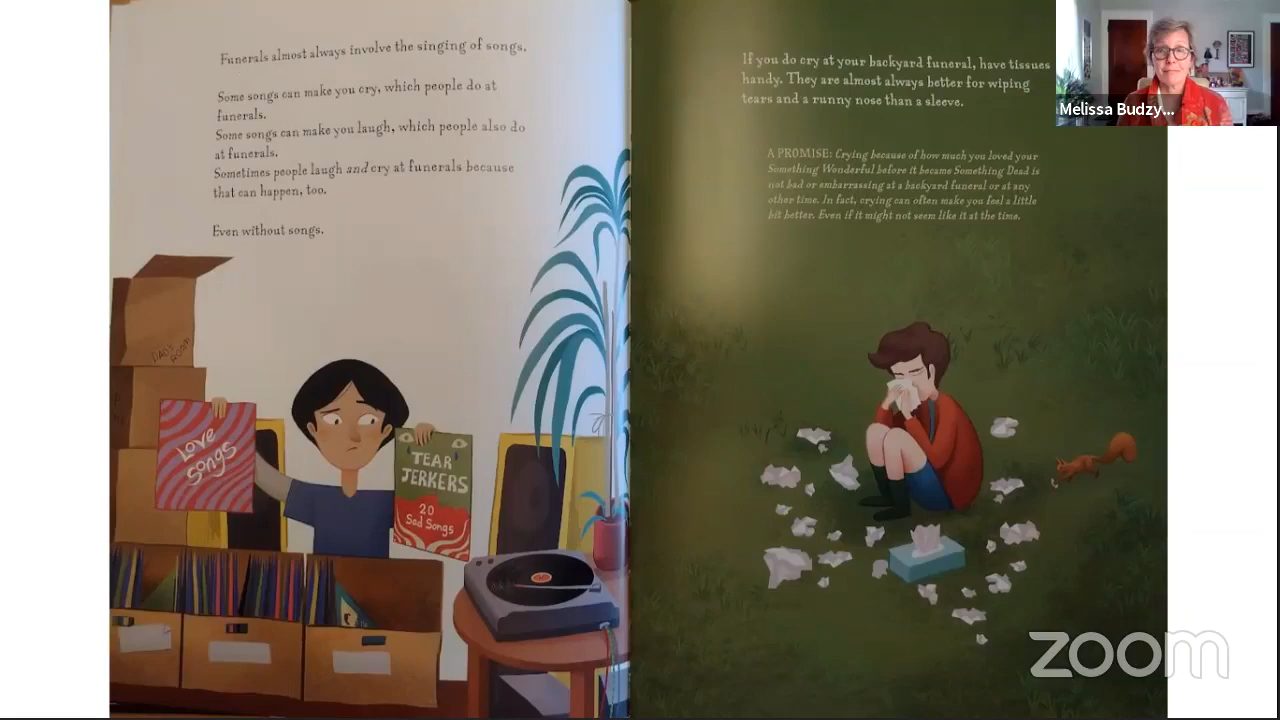 Funerals almost always involve the singing of songs.
Some songs can make you cry, which people do at
funerals.
Some songs can make you laugh, which people also do
at funerals.
Sometimes people laugh and cry at funerals because
that can happen, too.
Even without songs.
DAD'S
ROOM
Love
Songs
TEAR
JERKERS
20
Sad Songs
If you do cry at your backyard funeral, have tissues
handy. They are almost always better for wiping
tears and a runny nose than a sleeve.
A PROMISE: Crying because of how much you loved your
Something Wonderful before it became Something Dead is
not bad or embarrassing at a backyard funeral or at any
other time. In fact, crying can often make you feel a little
bit better. Even if it might not seem like it at the time.
Melissa Budzy...
zoom